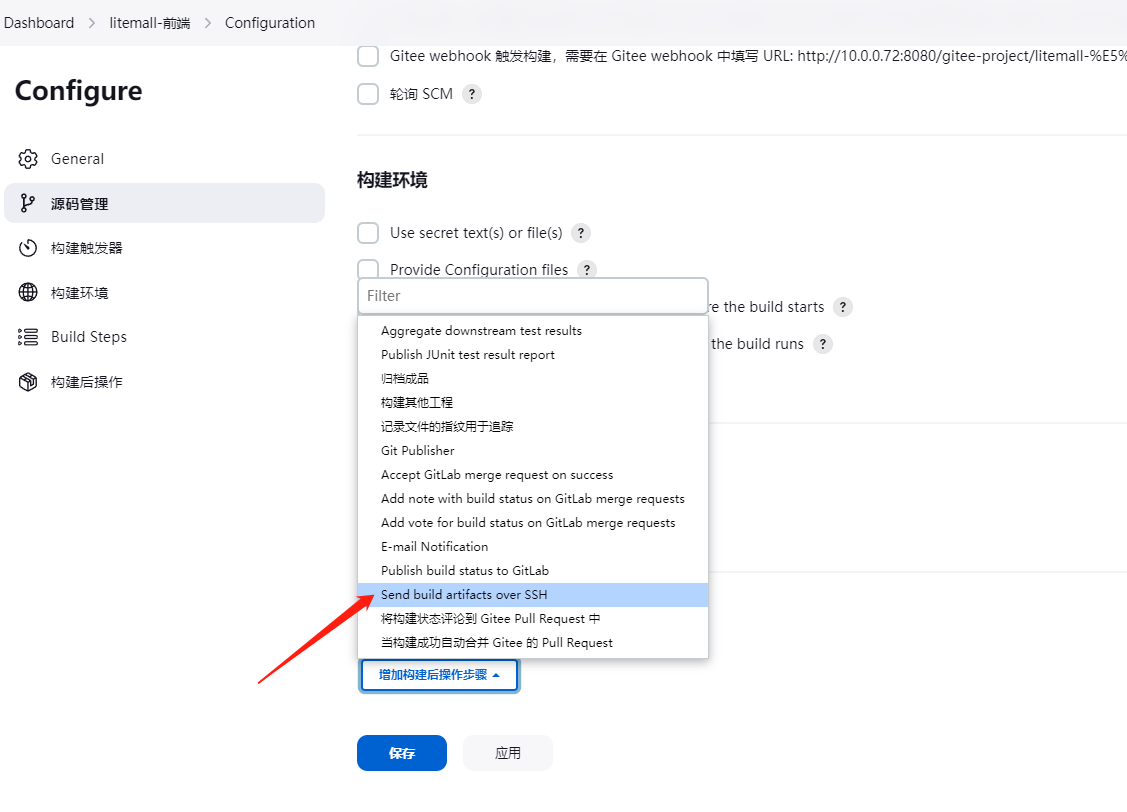 Dashboard > litemall-前端 > Configuration
Configure
General
源码管理
构建触发器
构建环境
Build Steps
构建后操作
Gitee webhook 触发构建，需要在 Gitee webhook 中填写 URL: http://10.0.0.72:8080/gitee-project/litemall-%E5%
轮询 SCM ?
构建环境
Use secret text(s) or file(s) ?
Provide Configuration files ?
Filter
re the build starts ?
the build runs ?
Aggregate downstream test results
Publish JUnit test result report
归档成品
构建其他工程
记录文件的指纹用于追踪
Git Publisher
Accept GitLab merge request on success
Add note with build status on GitLab merge requests
Add vote for build status on GitLab merge requests
E-mail Notification
Publish build status to GitLab
Send build artifacts over SSH
将构建状态评论到 Gitee Pull Request 中
当构建成功自动合并 Gitee 的 Pull Request
增加构建后操作步骤
保存
应用